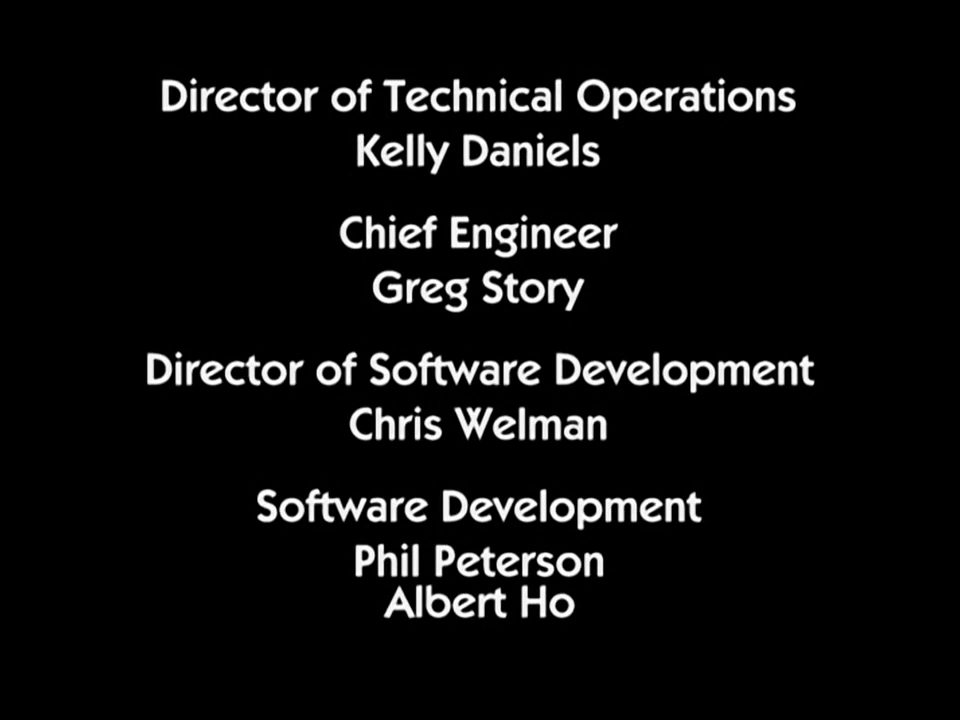 Director of Technical Operations
Kelly Daniels
Chief Engineer
Greg Story
Director of Software Development
Chris Welman
Software Development
Phil Peterson
Albert Ho